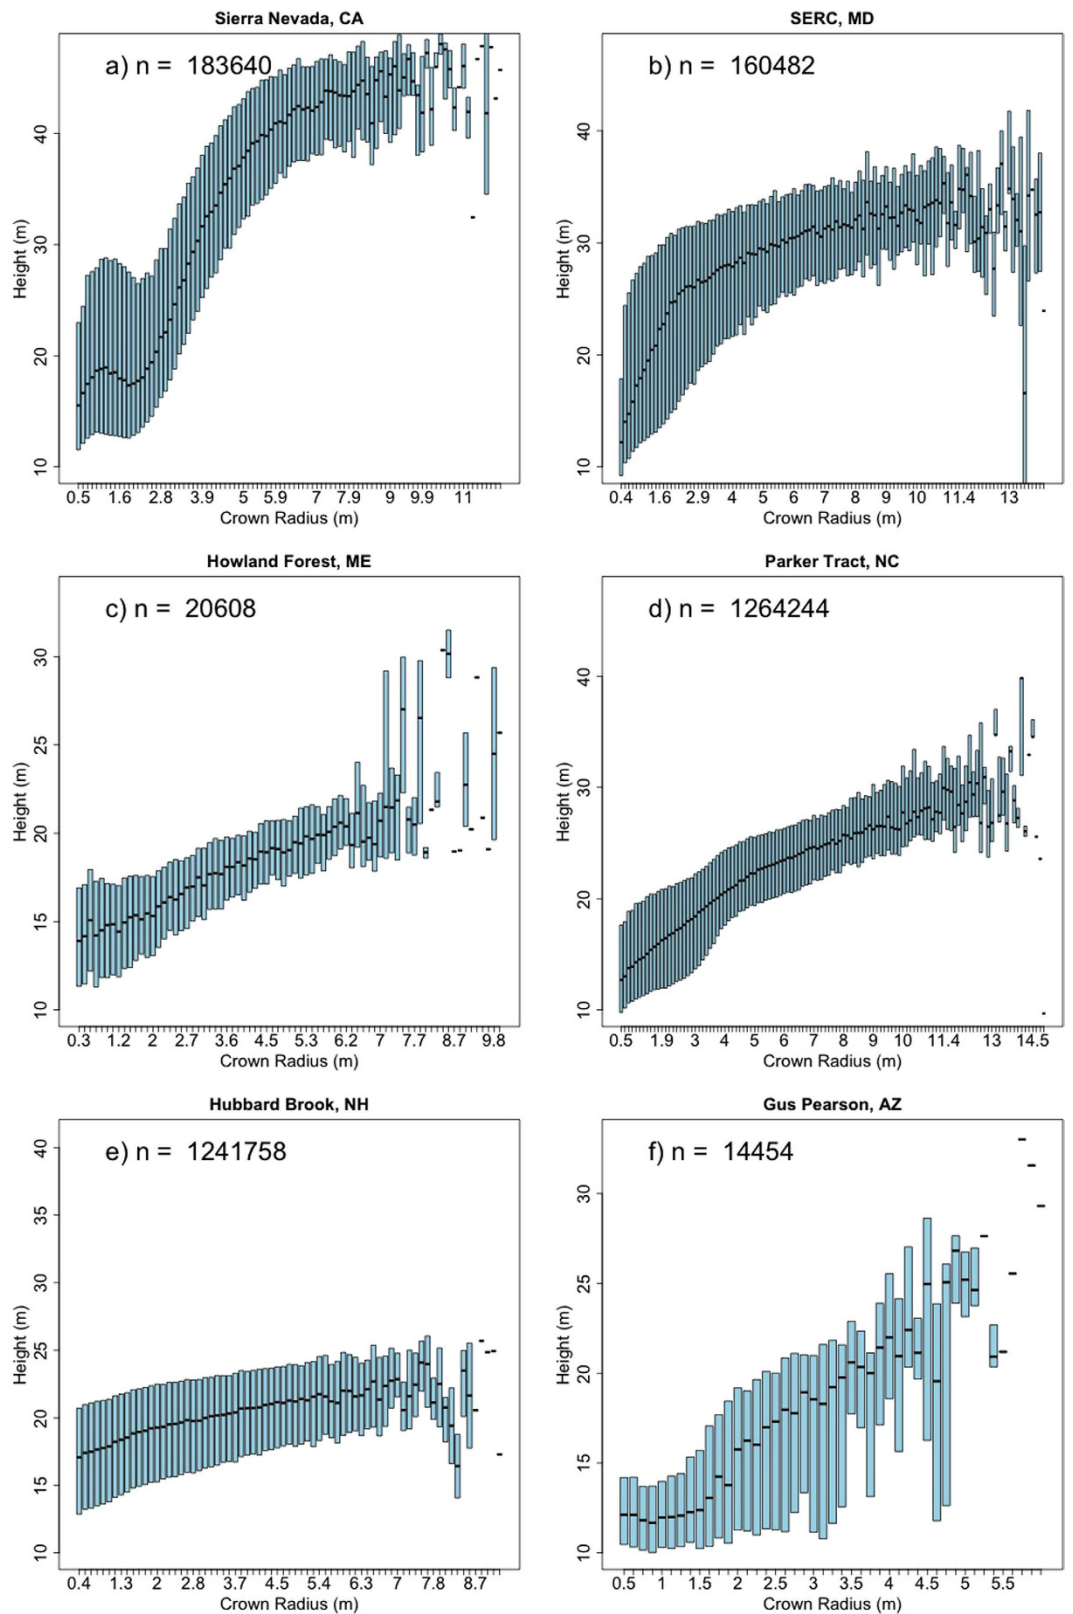 Sierra Nevada, CA
a) n = 183640
Height (m)
40
30
20
10
0.5 1.6 2.8 3.9 5 5.9 7 7.9 9 9.9 11
Crown Radius (m)
SERC, MD
b) n = 160482
Height (m)
40
30
20
10
0.4 1.6 2.9 4 5 6 7 8 9 10 11.4 13
Crown Radius (m)
Howland Forest, ME
c) n = 20608
Height (m)
30
25
20
15
10
0.3 1.2 2 2.7 3.7 4.5 5.3 6.2 7 7.7 8.7 9.8
Crown Radius (m)
Parker Tract, NC
d) n = 1264244
Height (m)
40
30
20
10
0.5 1.9 3 4 5 6 7 8 9 10 11.4 13 14.5
Crown Radius (m)
Hubbard Brook, NH
e) n = 1241758
Height (m)
40
35
30
25
20
15
10
0.4 1.3 2 2.8 3.7 4.5 5.4 6.3 7 7.8 8.7
Crown Radius (m)
Gus Pearson, AZ
f) n = 14454
Height (m)
30
25
20
15
10
0.5 1 1.5 2 2.5 3 3.5 4 4.5 5 5.5
Crown Radius (m)